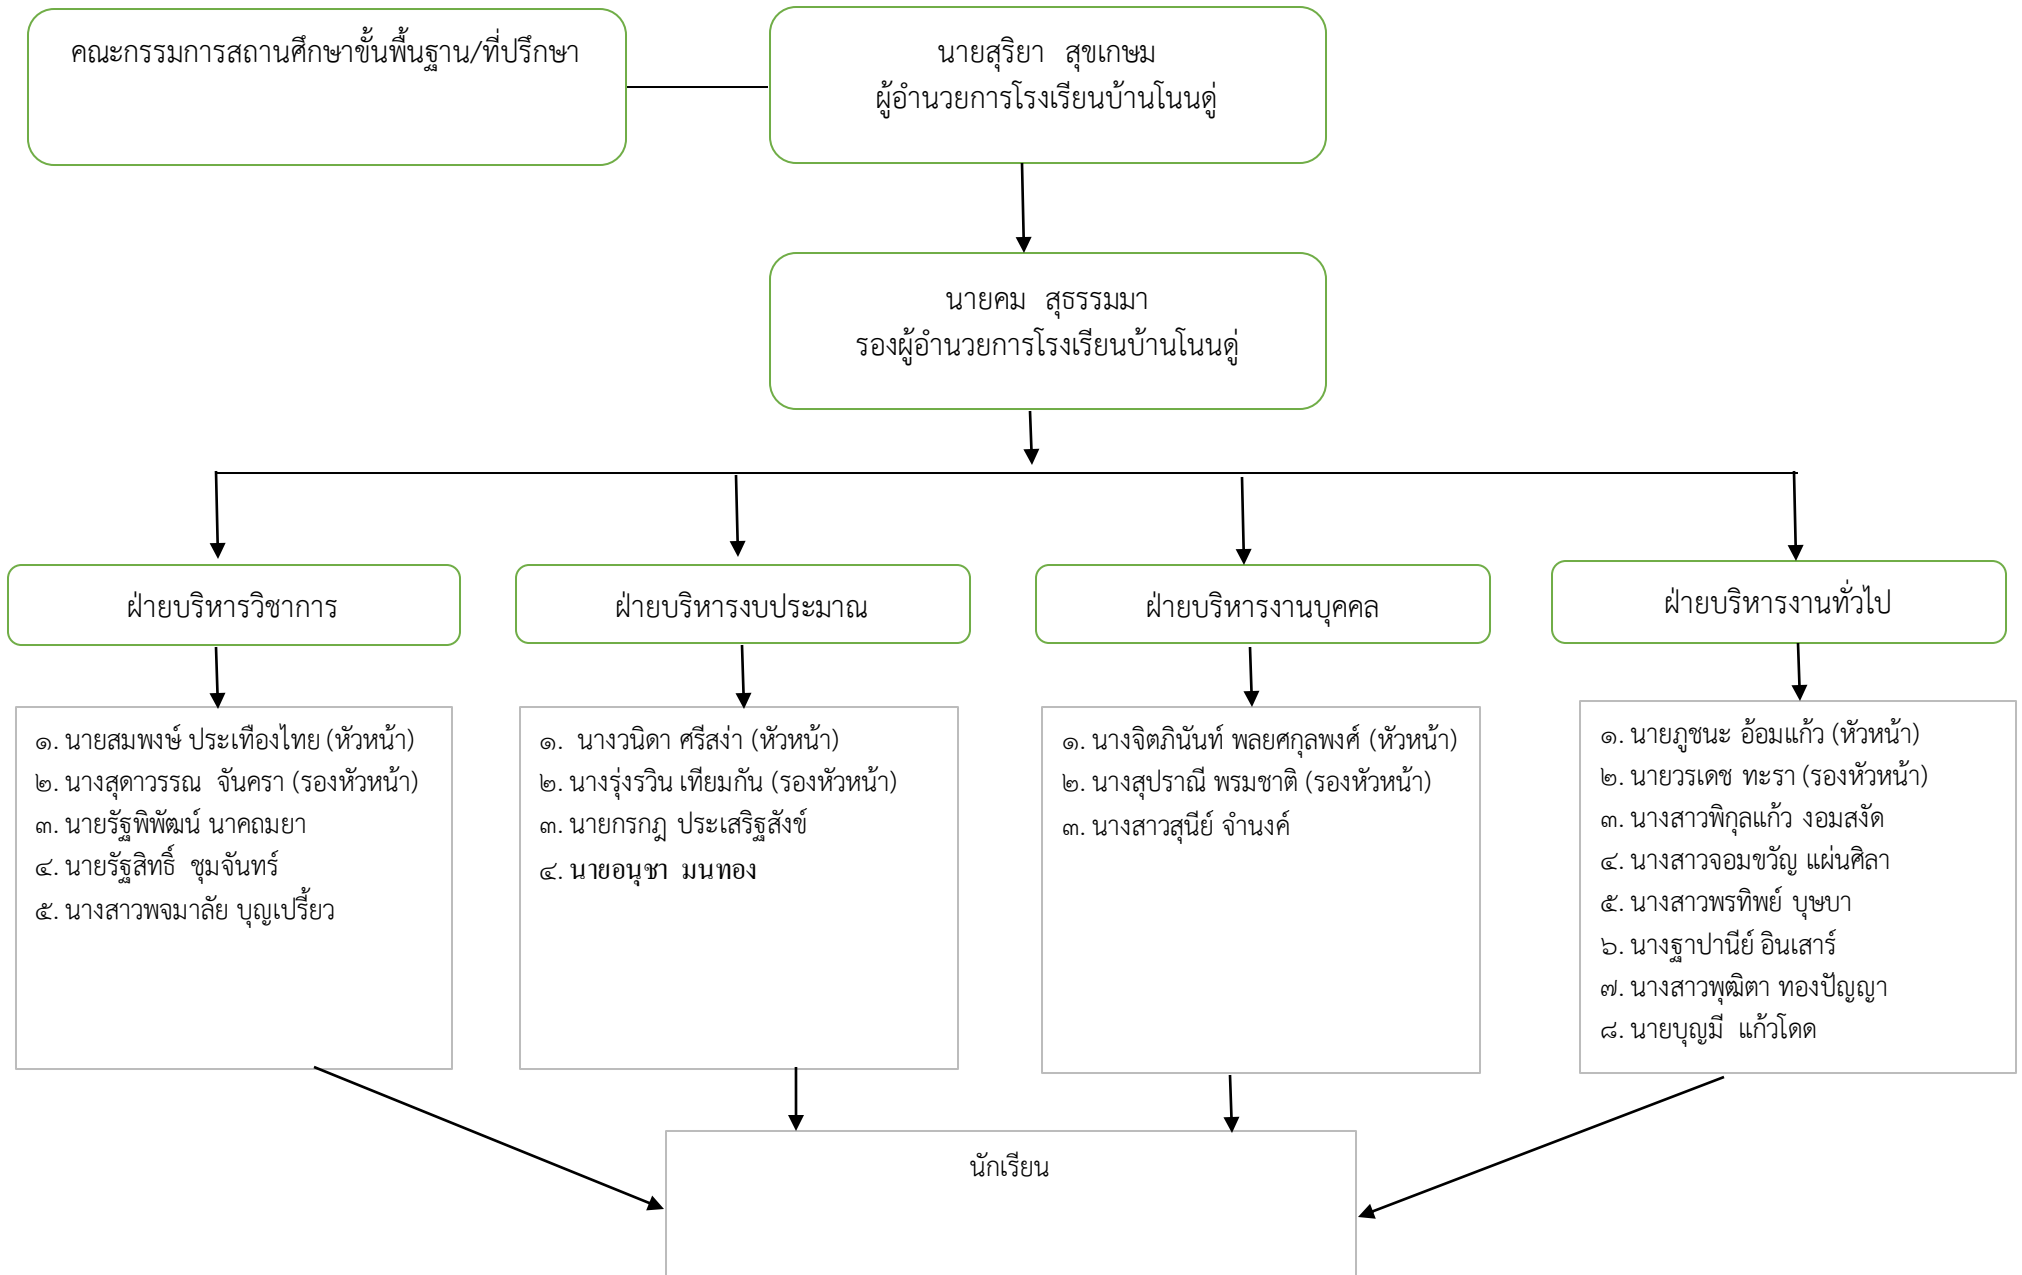 คณะกรรมการสถานศึกษาขั้นพื้นฐาน/ที่ปรึกษา
นายสุริยา สุขเกษม
ผู้อำนวยการโรงเรียนบ้านโนนดู่
นายคม สุธรรมมา
รองผู้อำนวยการโรงเรียนบ้านโนนดู่
ฝ่ายบริหารวิชาการ
๑. นายสมพงษ์ ประเทืองไทย (หัวหน้า)
๒. นางสุดาวรรณ จันครา (รองหัวหน้า)
๓. นายรัฐพิพัฒน์ นาคถมยา
๔. นายรัฐสิทธิ์ ชุมจันทร์
๕. นางสาวพจมาลัย บุญเปรี้ยว
ฝ่ายบริหารงบประมาณ
๑. นางวนิดา ศรีสง่า (หัวหน้า)
๒. นางรุ่งรวิน เทียมกัน (รองหัวหน้า)
๓. นายกรกฎ ประเสริฐสังข์
๔. นายอนุชา มนทอง
ฝ่ายบริหารงานบุคคล
๑. นางจิตภินันท์ พลยศกุลพงศ์ (หัวหน้า)
๒. นางสุปราณี พรมชาติ (รองหัวหน้า)
๓. นางสาวสุนีย์ จำนงค์
ฝ่ายบริหารงานทั่วไป
๑. นายภูชนะ อ้อมแก้ว (หัวหน้า)
๒. นายวรเดช ทะรา (รองหัวหน้า)
๓. นางสาวพิกุลแก้ว งอมสงัด
๔. นางสาวจอมขวัญ แผ่นศิลา
๕. นางสาวพรทิพย์ บุษบา
๖. นางฐาปานีย์ อินเสาร์
๗. นางสาวพุฒิตา ทองปัญญา
๘. นายบุญมี แก้วโดด
นักเรียน